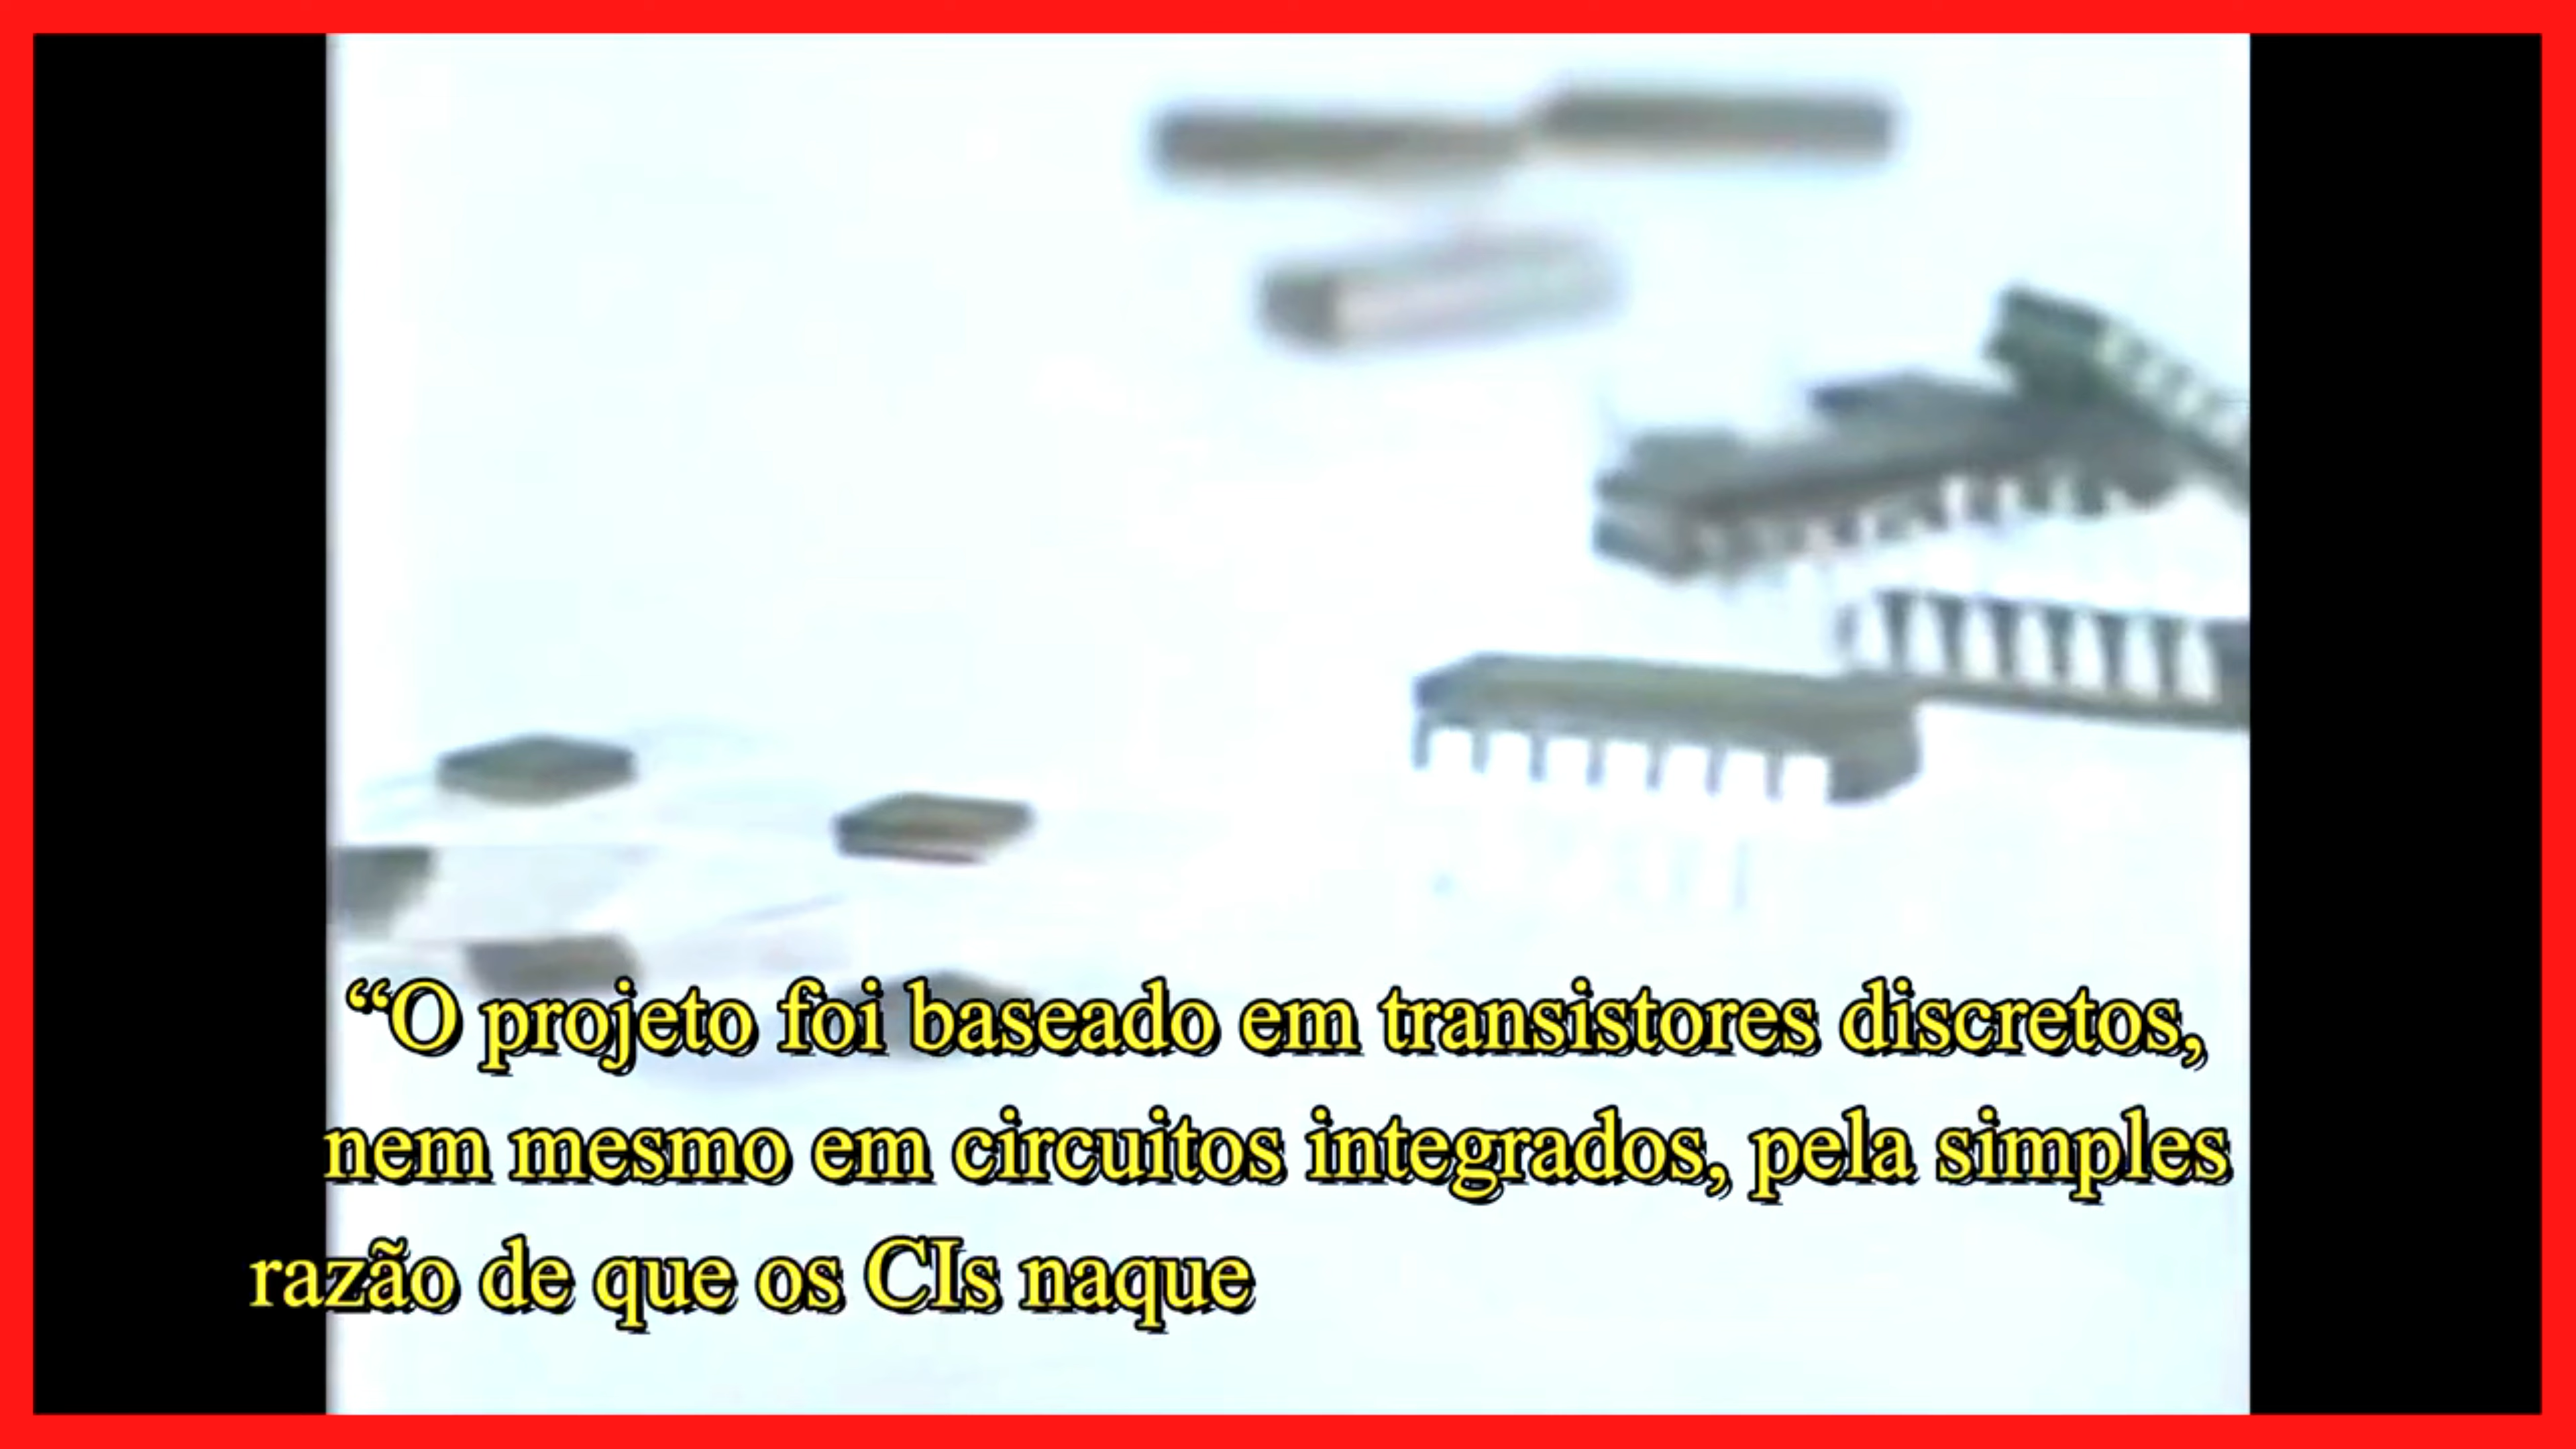 “O projeto foi baseado em transistores discretos,
nem mesmo em circuitos integrados, pela simples
razão de que os CIs naque